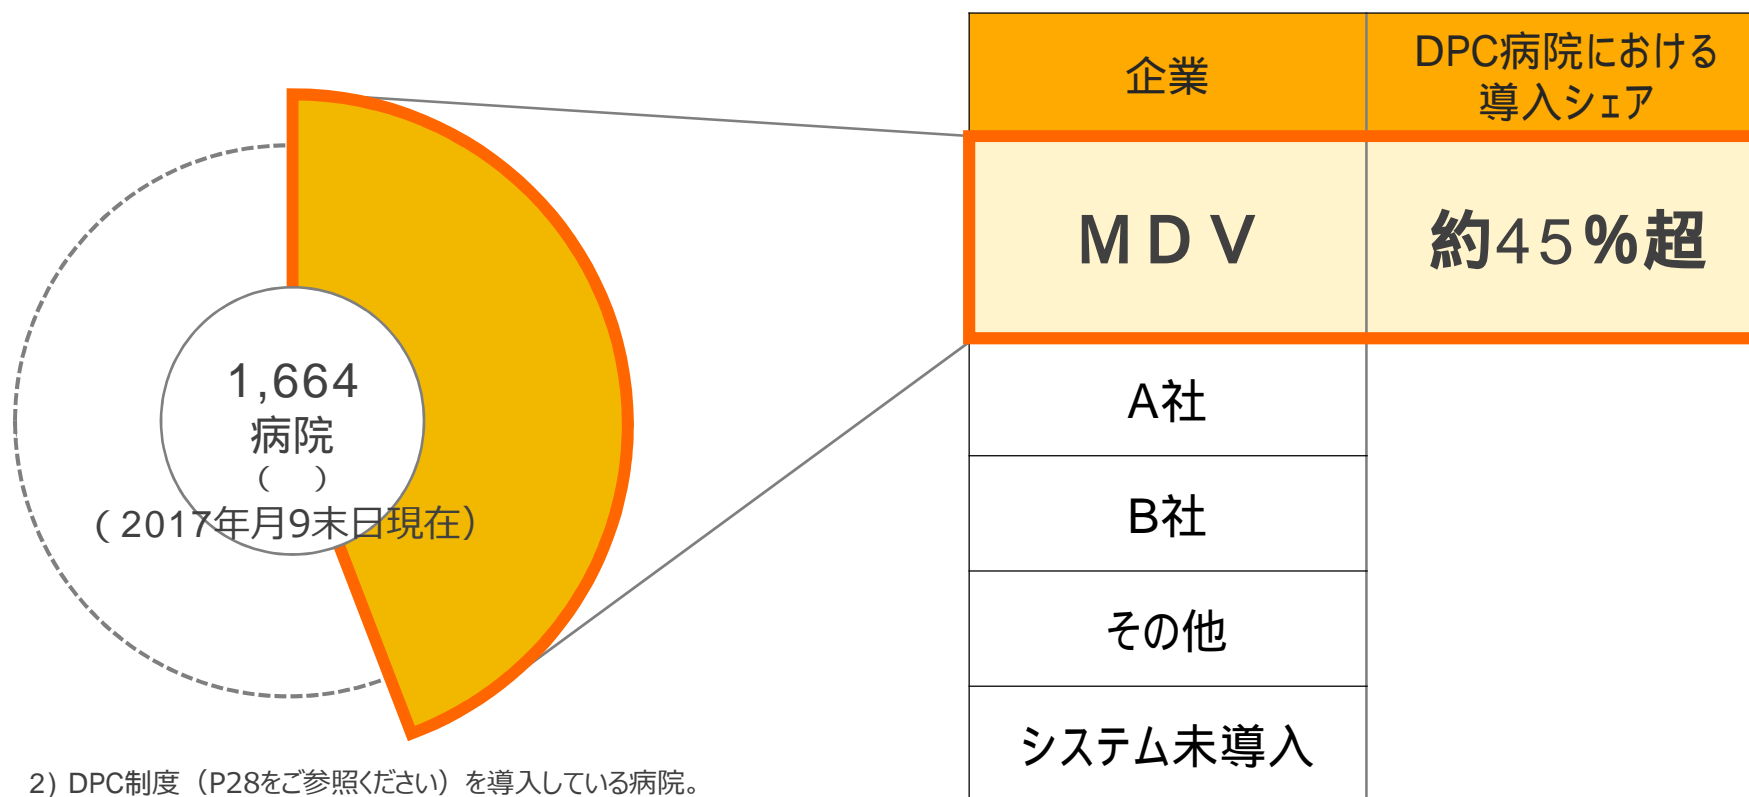 企業
DPC病院における
導入シェア
MDV
約45%超
A社
B社
その他
システム未導入
1,664
病院
（　）
（2017年月9末日現在）
2) DPC制度（P28をご参照ください）を導入している病院。